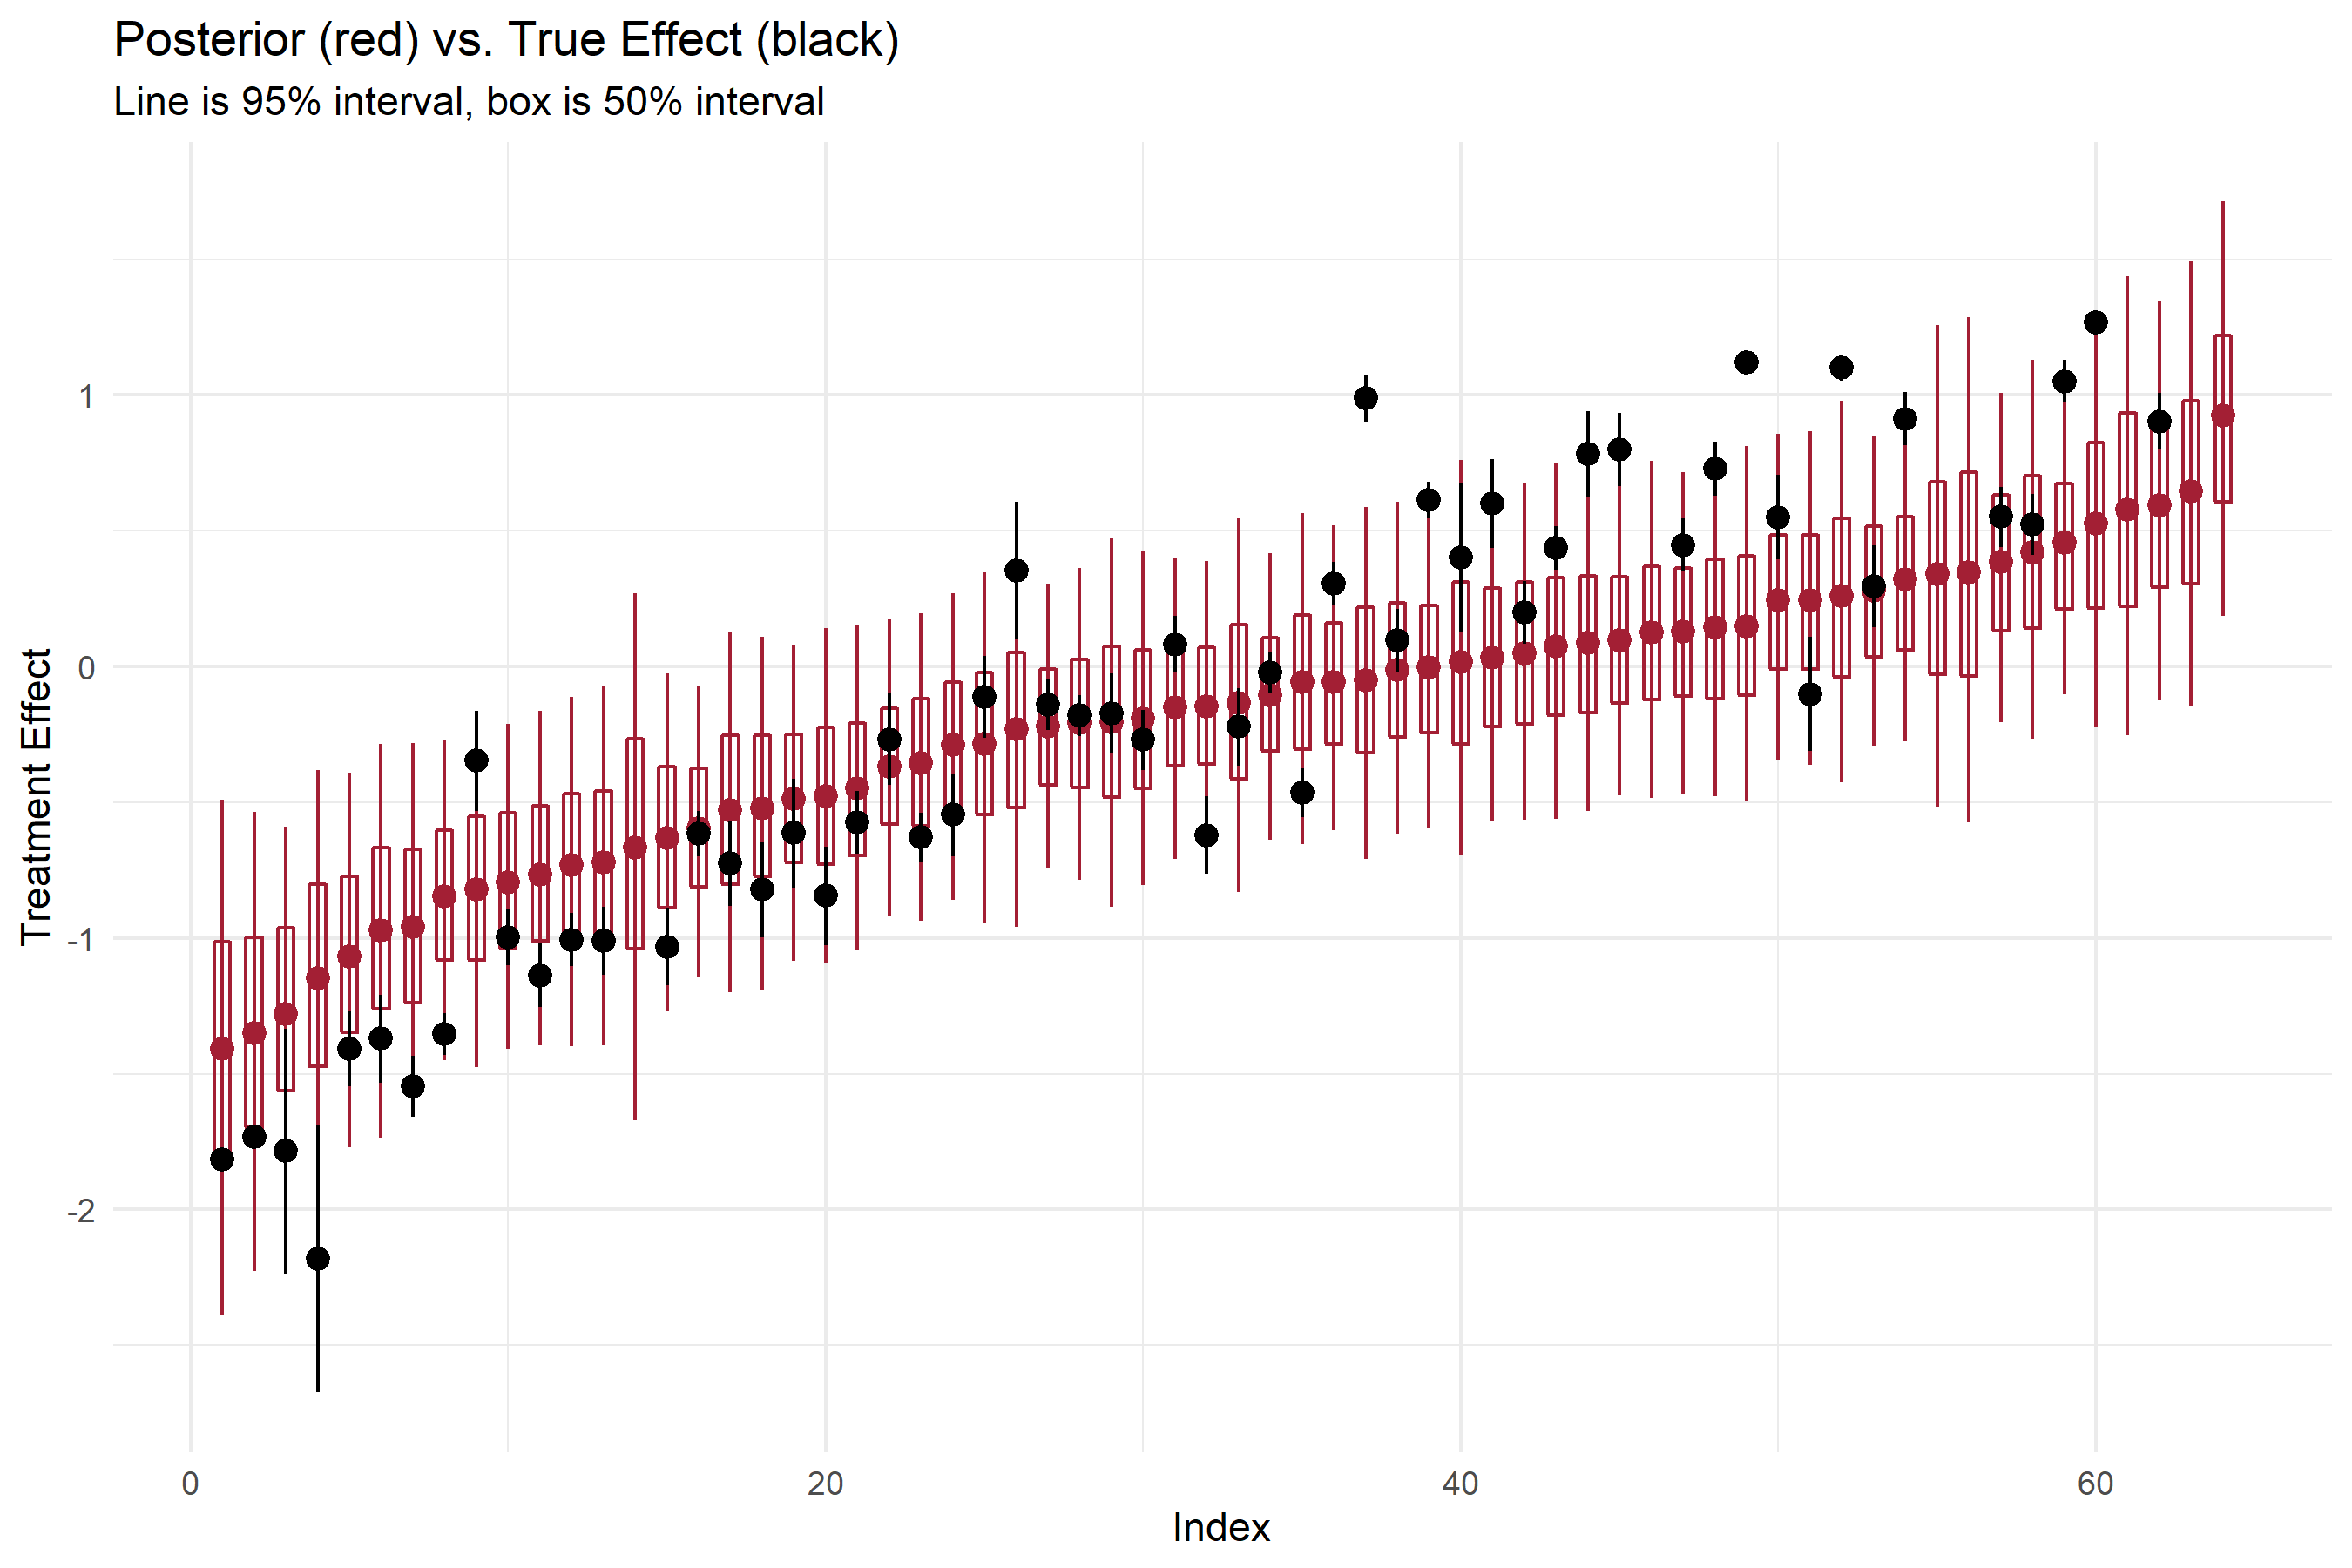 Posterior (red) vs. True Effect (black)
Line is 95% interval, box is 50% interval
Treatment Effect
1
0
-1
-2
0
20
40
60
Index